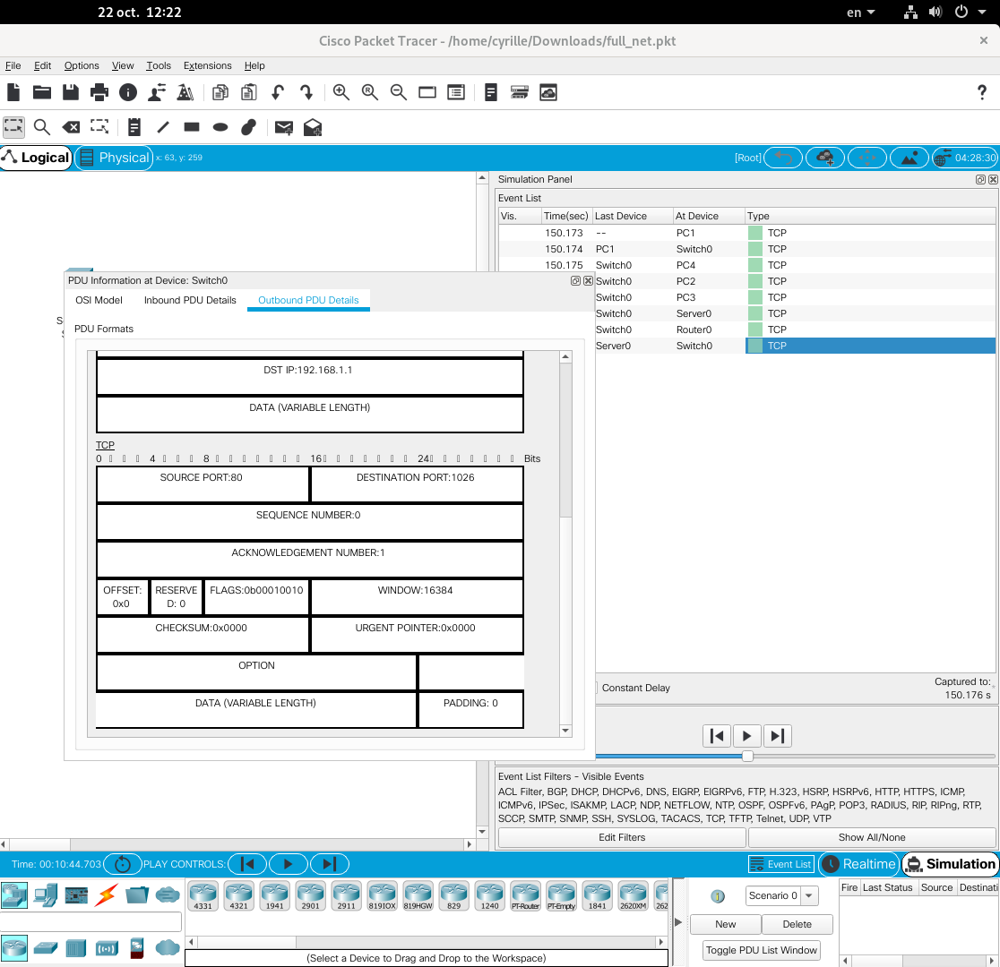 22 oct.  12:22
en
Cisco Packet Tracer - /home/cyrille/Downloads/full_net.pkt
File Edit Options View Tools Extensions Help
Logical Physical x: 63, y: 259 [Root] 04:28:30
Simulation Panel
Event List
Vis. Time(sec) Last Device At Device Type
150.173 -- PC1 TCP
150.174 PC1 Switch0 TCP
150.175 Switch0 PC4 TCP
Switch0 PC2 TCP
Switch0 PC3 TCP
Switch0 Server0 TCP
Switch0 Router0 TCP
Server0 Switch0 TCP
PDU Information at Device: Switch0
OSI Model Inbound PDU Details Outbound PDU Details
PDU Formats
DST IP:192.168.1.1
DATA (VARIABLE LENGTH)
TCP
0 4 8 16 24 Bits
SOURCE PORT:80 DESTINATION PORT:1026
SEQUENCE NUMBER:0
ACKNOWLEDGEMENT NUMBER:1
OFFSET: 0x0 RESERVE D: 0 FLAGS:0b00010010 WINDOW:16384
CHECKSUM:0x0000 URGENT POINTER:0x0000
OPTION
DATA (VARIABLE LENGTH) PADDING: 0
Constant Delay
Captured to:
150.176 s
Event List Filters - Visible Events
ACL Filter, BGP, DHCP, DHCPv6, DNS, EIGRP, EIGRPv6, FTP, H.323, HSRP, HSRPv6, HTTP, HTTPS, ICMP,
ICMPv6, IPSec, ISAKMP, LACP, NDP, NETFLOW, NTP, OSPF, OSPFv6, PAgP, POP3, RADIUS, RIP, RIPng, RTP,
SCCP, SMTP, SNMP, SSH, SYSLOG, TACACS, TCP, TFTP, Telnet, UDP, VTP
Edit Filters Show All/None
Time: 00:10:44.703 PLAY CONTROLS: Event List Realtime Simulation
4331 4321 1941 2901 2911 819IOX 819HGW 829 1240 PT-Router PT-Empty 1841 2620XM 262
Scenario 0
Fire Last Status Source Destinati
New Delete
Toggle PDU List Window
(Select a Device to Drag and Drop to the Workspace)